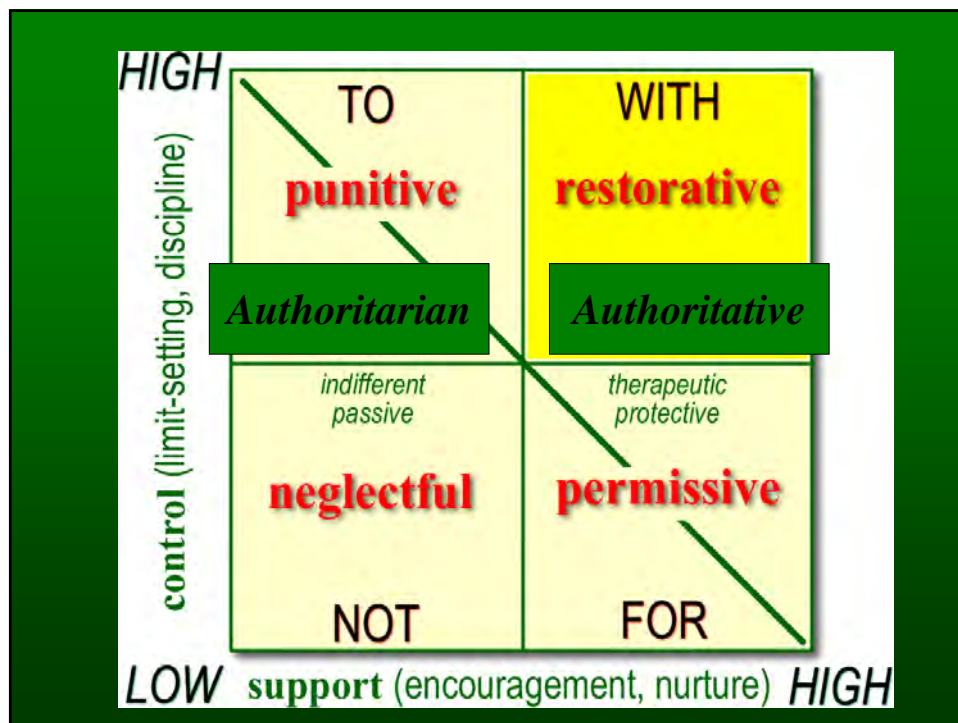 HIGH
TO
WITH
punitive
restorative
Authoritarian
Authoritative
control (limit-setting, discipline)
indifferent
passive
therapeutic
protective
neglectful
permissive
NOT
FOR
LOW
support (encouragement, nurture)
HIGH